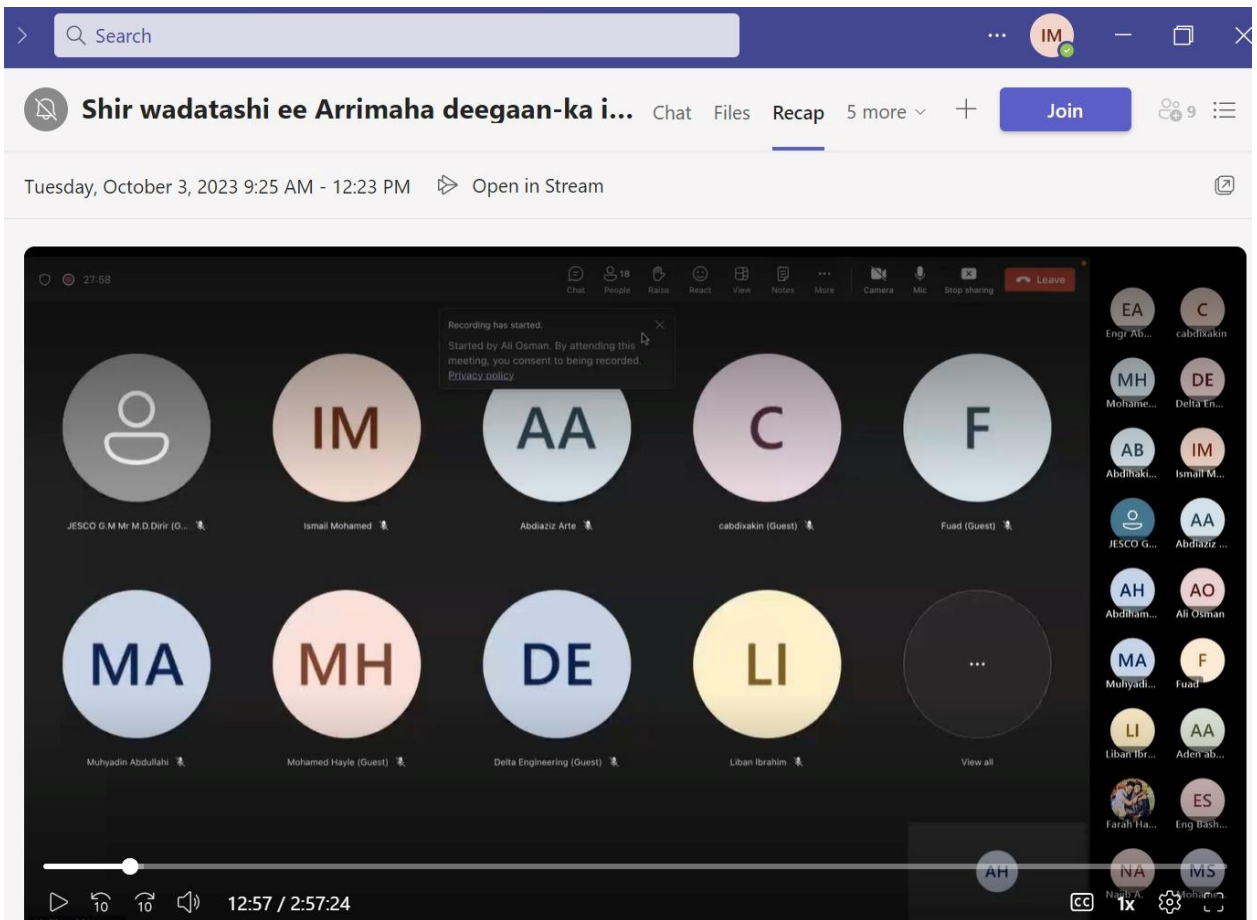 Search
IM
Shir wadatashi ee Arrimaha deegaan-ka i...
Chat Files Recap 5 more
Join
9
Tuesday, October 3, 2023 9:25 AM - 12:23 PM Open in Stream
27:58
Chat
18
People
Raise
React
View
Notes
More
Camera
Mic
Stop sharing
Leave
Recording has started.
Started by Ali Osman. By attending this
meeting, you consent to being recorded.
Privacy policy
IM AA C F
JESCO G.M Mr M.D.Dirir (G... Ismail Mohamed Abdiaziz Arte cabdixakin (Guest) Fuad (Guest)
MA MH DE LI ...
Muhyadin Abdullahi Mohamed Hayle (Guest) Delta Engineering (Guest) Liban Ibrahim View all
AH
EA C
Engr Ab... cabdixakin
MH DE
Mohame... Delta En...
AB IM
Abdihaki... Ismail M...
AA
JESCO G... Abdiaziz ...
AH AO
Abdiham... Ali Osman
MA F
Muhyadi... Fuad
LI AA
Liban Ibr... Aden ab...
ES
Farah Ha... Eng Bash...
NA MS
Najib A. Mohame...
10 10 12:57 / 2:57:24 CC 1x